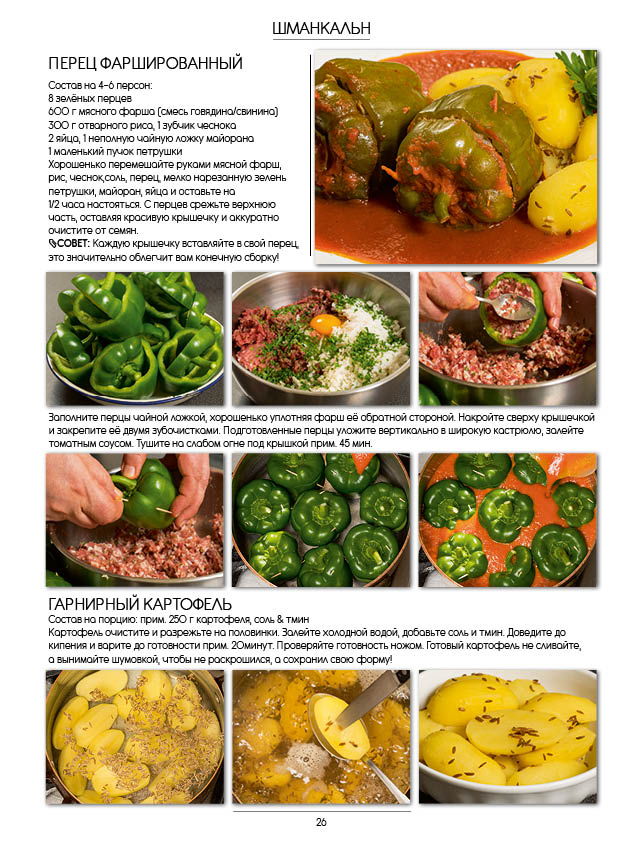 ШМАНКАЛЬН
ПЕРЕЦ ФАРШИРОВАННЫЙ
Состав на 4-6 персон:
8 зелёных перцев
600 г мясного фарша (смесь говядина/свинина)
300 г отварного риса, 1 зубчик чеснока
2 яйца, 1 неполную чайную ложку майорана
1 маленький пучок петрушки
Хорошенько перемешайте руками мясной фарш,
рис, чеснок,соль, перец, мелко нарезанную зелень
петрушки, майоран, яйца и оставьте на
1/2 часа настояться. С перцев срежьте верхнюю
часть, оставляя красивую крышечку и аккуратно
очистите от семян.
СОВЕТ: Каждую крышечку вставляйте в свой перец,
это значительно облегчит вам конечную сборку!
Заполните перцы чайной ложкой, хорошенько уплотняя фарш её обратной стороной. Накройте сверху крышечкой
и закрепите её двумя зубочистками. Подготовленные перцы уложите вертикально в широкую кастрюлю, залейте
томатным соусом. Тушите на слабом огне под крышкой прим. 45 мин.
ГАРНИРНЫЙ КАРТОФЕЛЬ
Состав на порцию: прим. 250 г картофеля, соль & тмин
Картофель очистите и разрежьте на половинки. Залейте холодной водой, добавьте соль и тмин. Доведите до
кипения и варите до готовности прим. 20минут. Проверяйте готовность ножом. Готовый картофель не сливайте,
а вынимайте шумовкой, чтобы не раскрошился, а сохранил свою форму!
26